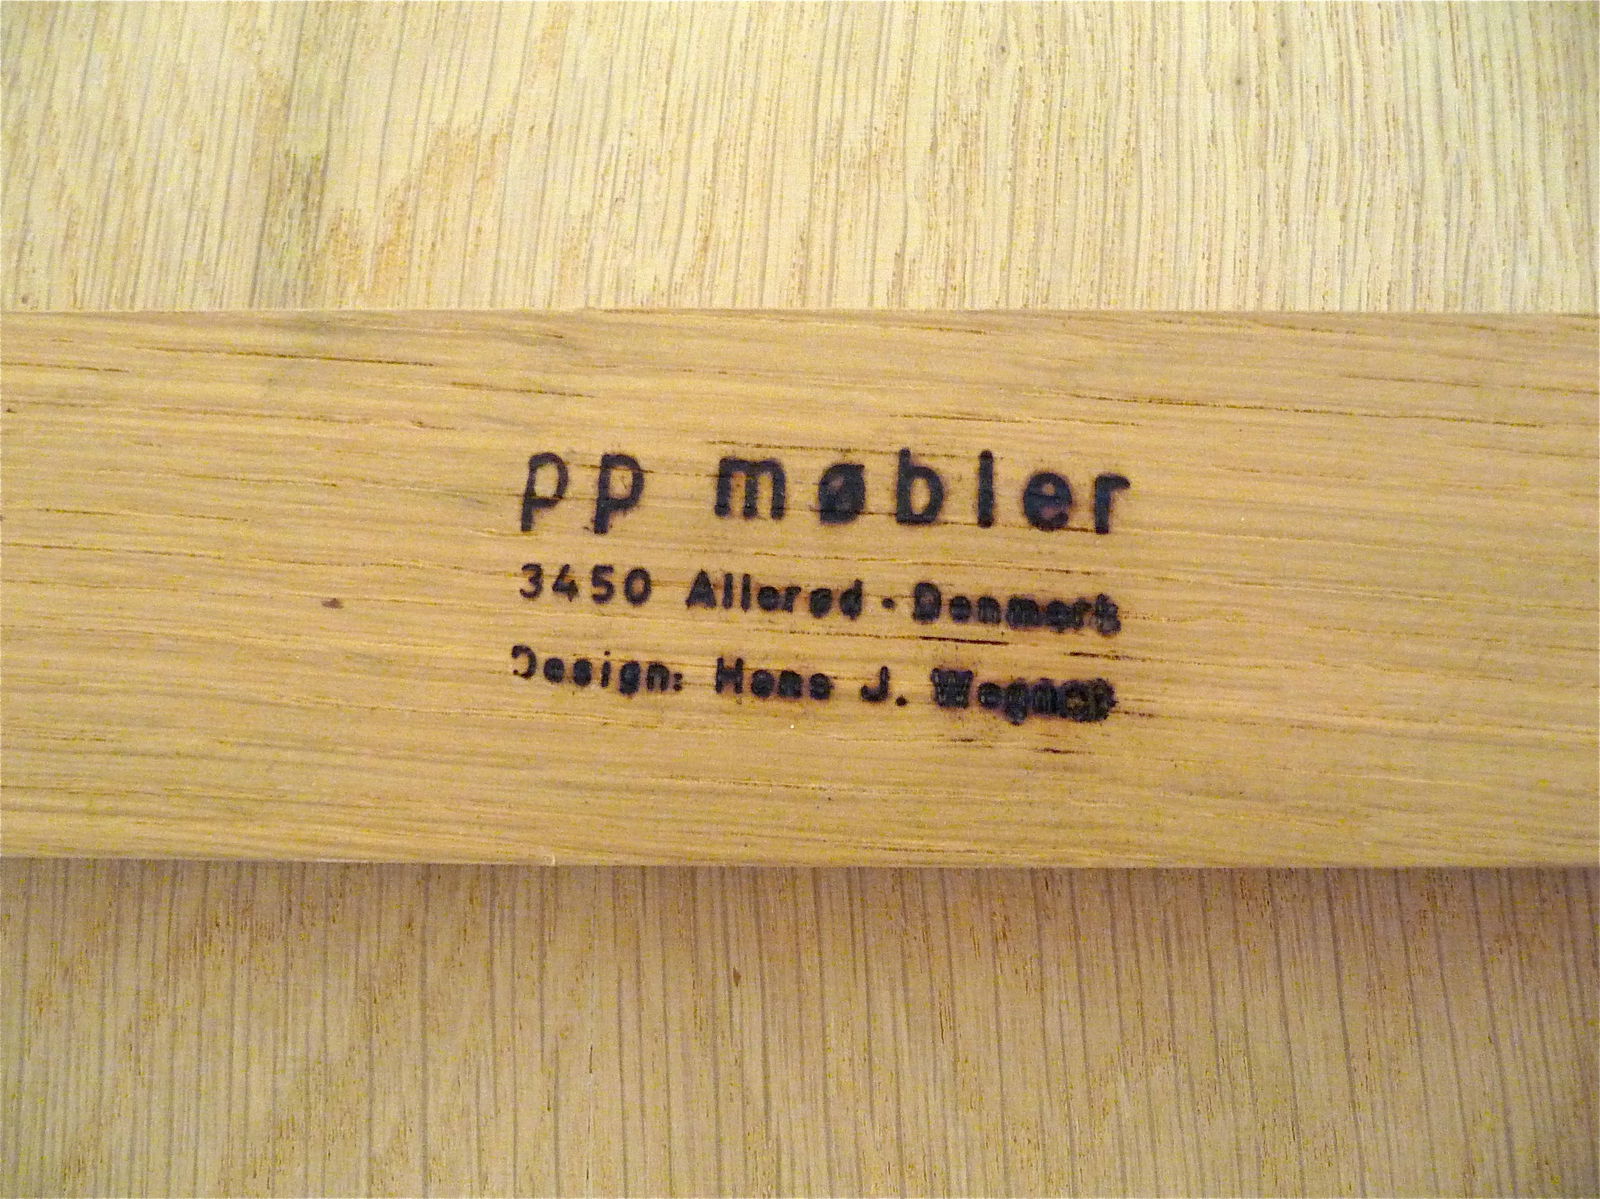 pp møbler
3450 Allerød · Denmark
Design: Hans J. Wegner